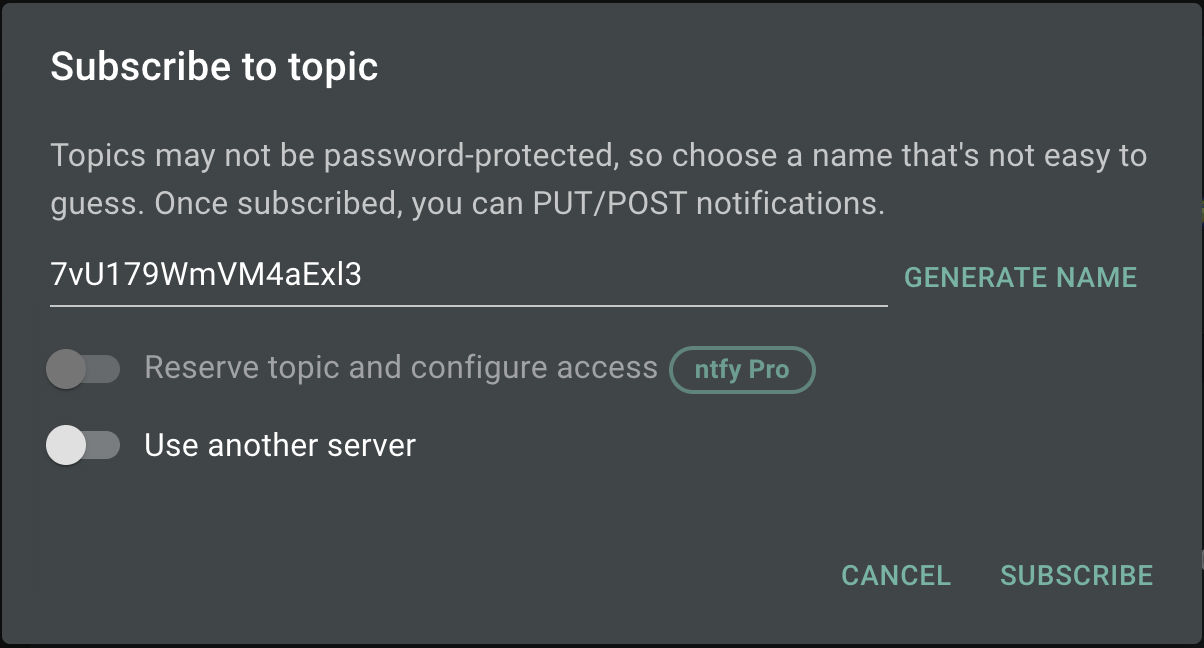 Subscribe to topic
Topics may not be password-protected, so choose a name that's not easy to
guess. Once subscribed, you can PUT/POST notifications.
7vU179WmVM4aExl3
GENERATE NAME
Reserve topic and configure access ntfy Pro
Use another server
CANCEL SUBSCRIBE